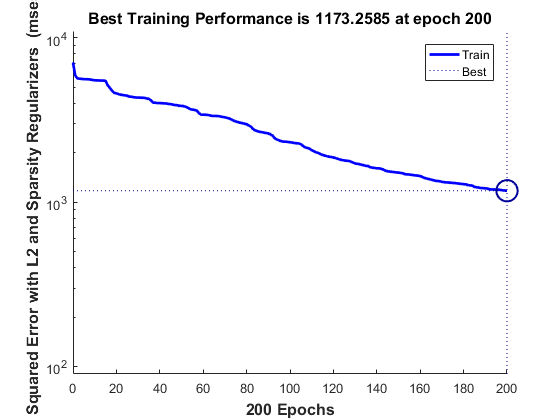 Best Training Performance is 1173.2585 at epoch 200
Squared Error with L2 and Sparsity Regularizers (mse
10^4
10^3
10^2
Train
Best
0 20 40 60 80 100 120 140 160 180 200
200 Epochs